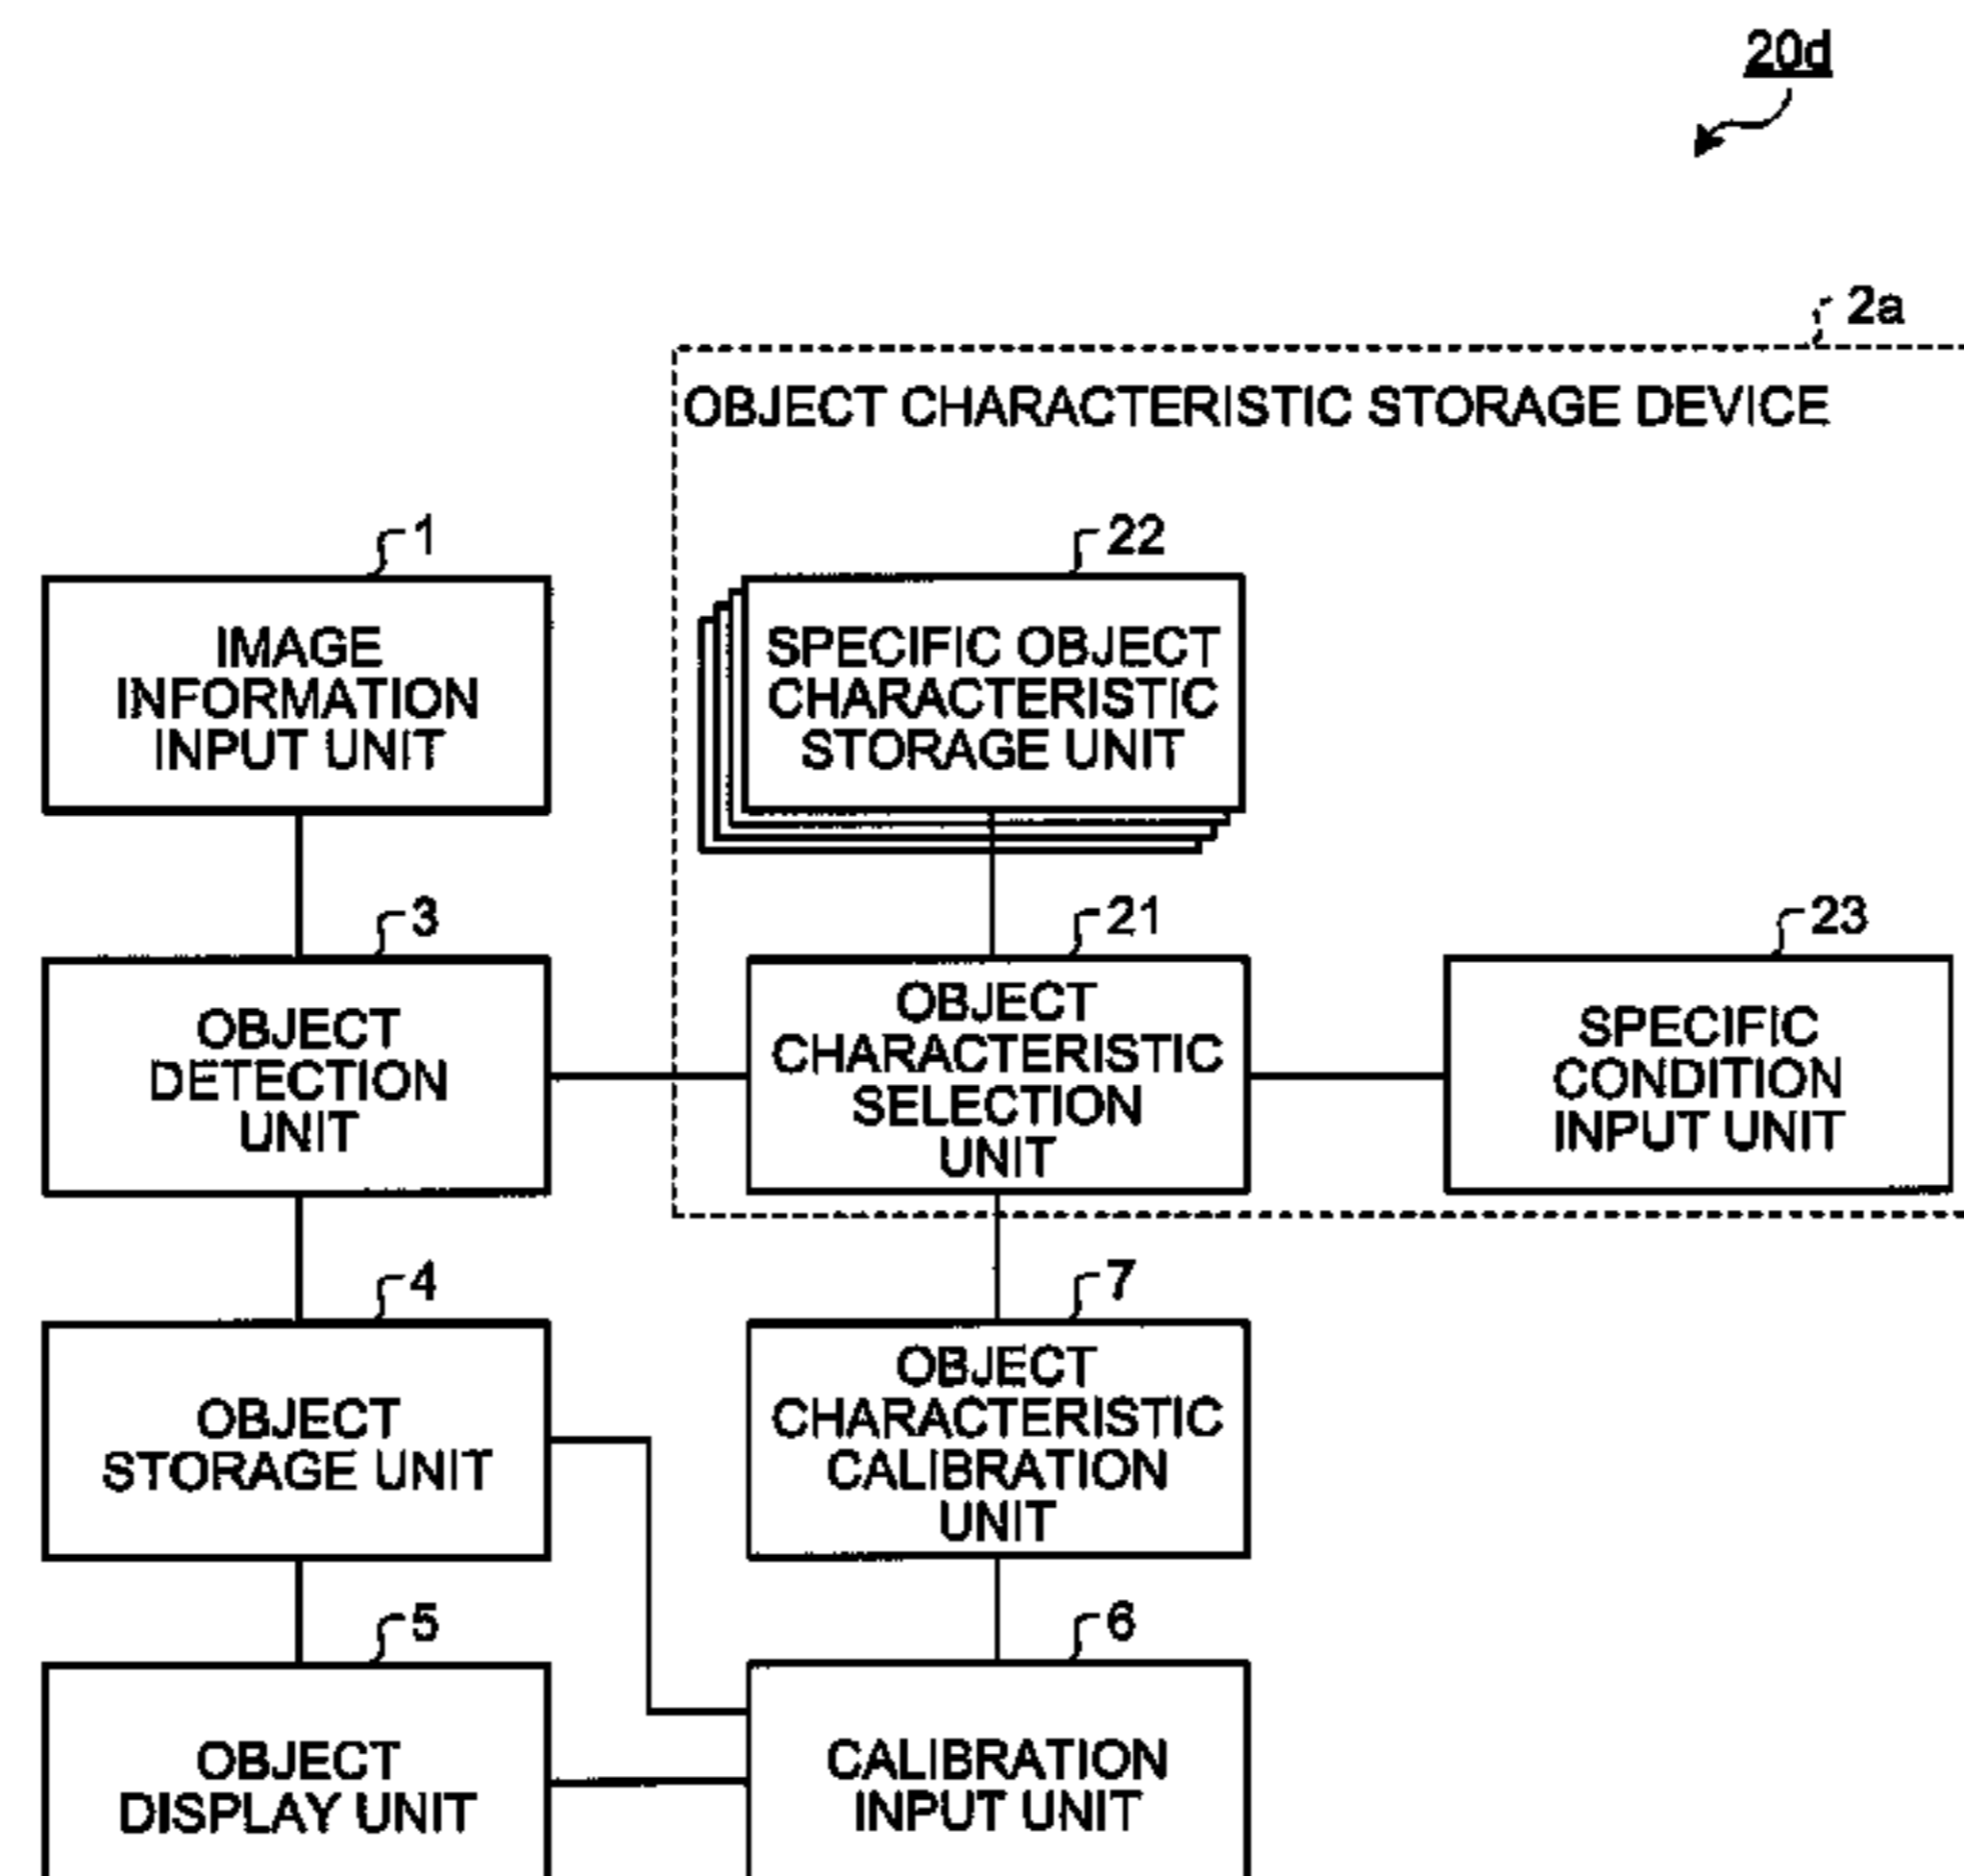 20d
2a
OBJECT CHARACTERISTIC STORAGE DEVICE
1
IMAGE
INFORMATION
INPUT UNIT
22
SPECIFIC OBJECT
CHARACTERISTIC
STORAGE UNIT
3
OBJECT
DETECTION
UNIT
21
OBJECT
CHARACTERISTIC
SELECTION
UNIT
23
SPECIFIC
CONDITION
INPUT UNIT
4
OBJECT
STORAGE UNIT
7
OBJECT
CHARACTERISTIC
CALIBRATION
UNIT
5
OBJECT
DISPLAY UNIT
6
CALIBRATION
INPUT UNIT